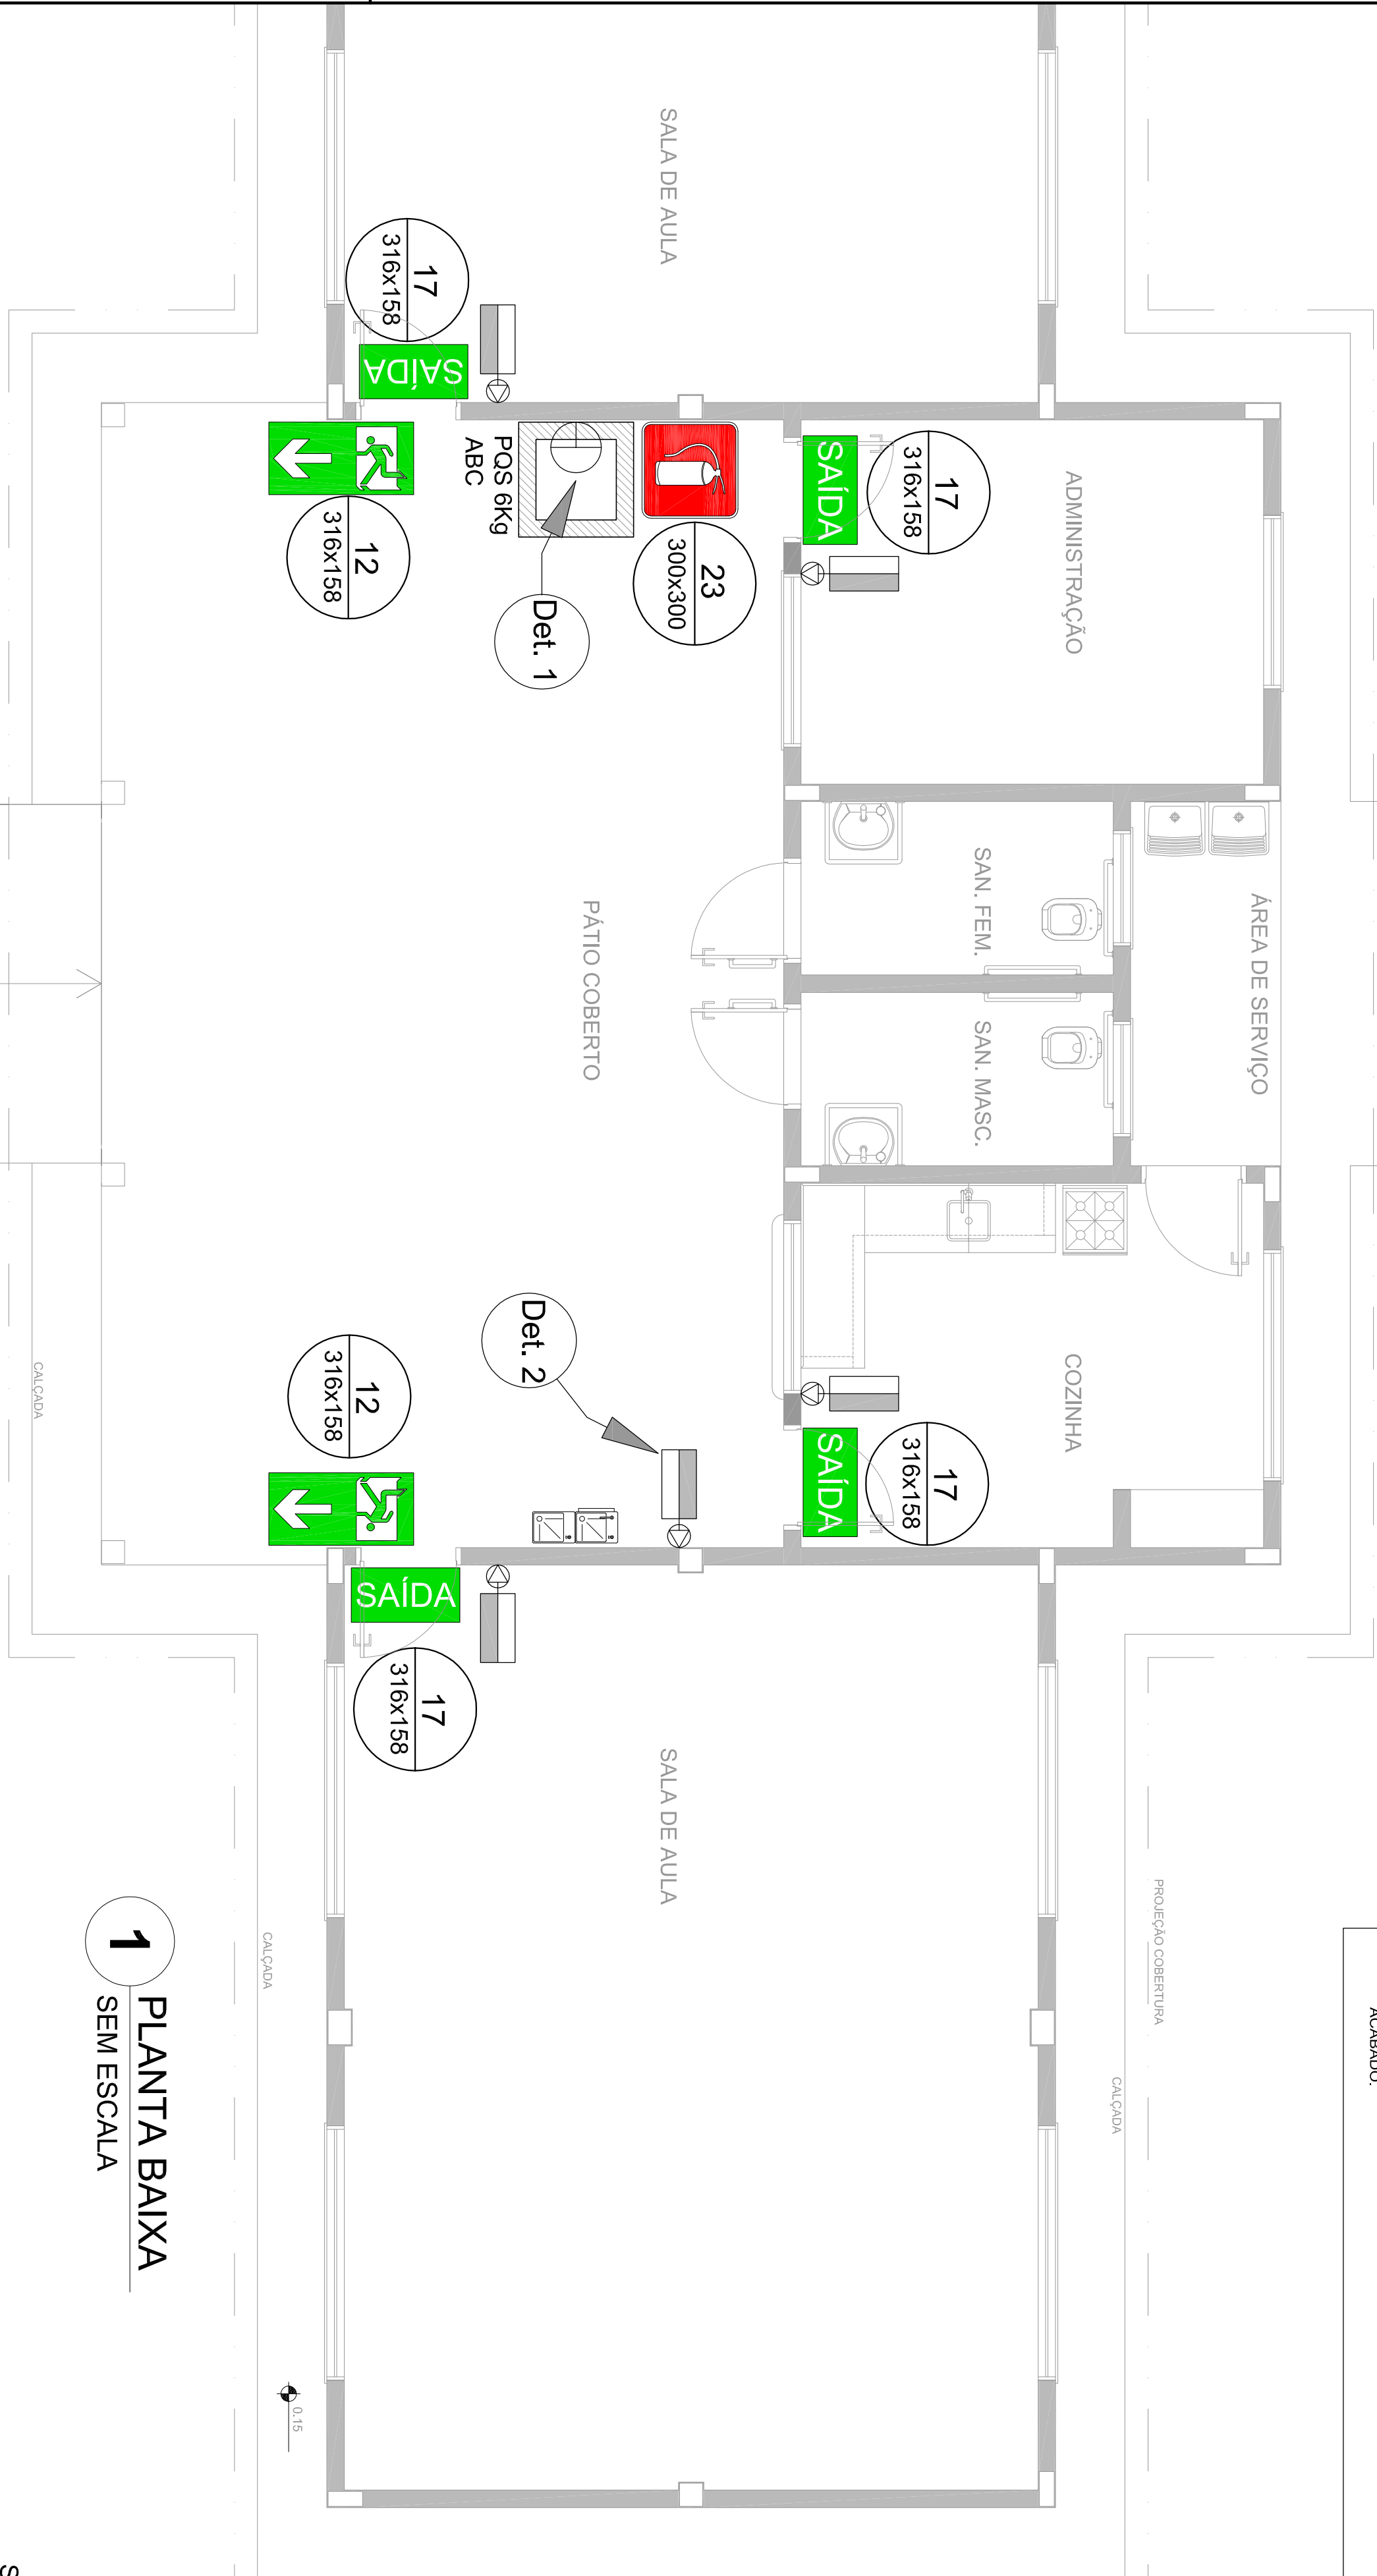 SALA DE AULA
17
316x158
SAÍDA
12
316x158
PQS 6Kg
ABC
Det. 1
23
300x300
SAÍDA
17
316x158
ADMINISTRAÇÃO
SAN. FEM.
SAN. MASC.
ÁREA DE SERVIÇO
PÁTIO COBERTO
COZINHA
Det. 2
12
316x158
SAÍDA
17
316x158
SAÍDA
17
316x158
SALA DE AULA
CALÇADA
CALÇADA
PROJEÇÃO COBERTURA
CALÇADA
ACABADO.
1
PLANTA BAIXA
SEM ESCALA
0.15
S